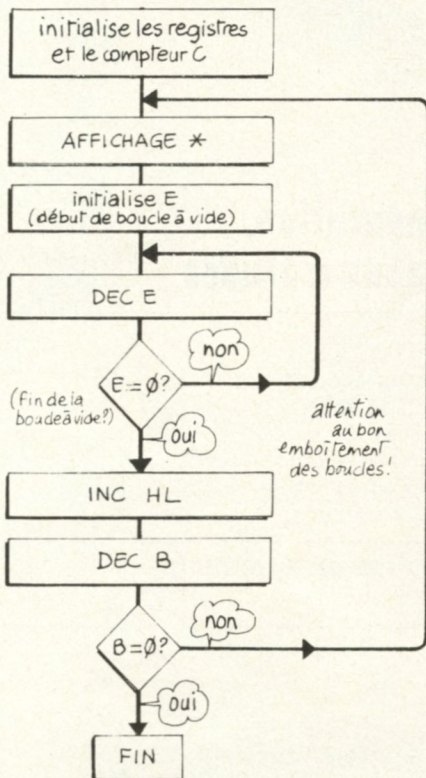 initialise les registres
et le compteur C
AFFICHAGE *
initialise E
(début de boucle à vide)
DEC E
non
E=Ø?
(Fin de la
boucle à vide?)
oui
attention
au bon
emboîtement
des boucles!
INC HL
DEC B
non
B=Ø?
oui
FIN